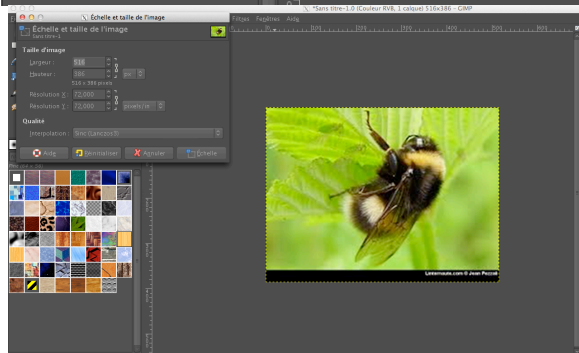 Échelle et taille de l'image
*Sans titre-1.0 (Couleur RVB, 1 calque) 516x386 – GIMP
Filtres Fenêtres Aide
Échelle et taille de l'image
Sans titre-1
Taille d'image
Largeur : 516
Hauteur : 386 px
516 × 386 pixels
Résolution X : 72,000
Résolution Y : 72,000 pixels/in
Qualité
Interpolation : Sinc (Lanczos3)
Aide Réinitialiser Annuler Échelle
Linternaute.com © Jean Pezzali